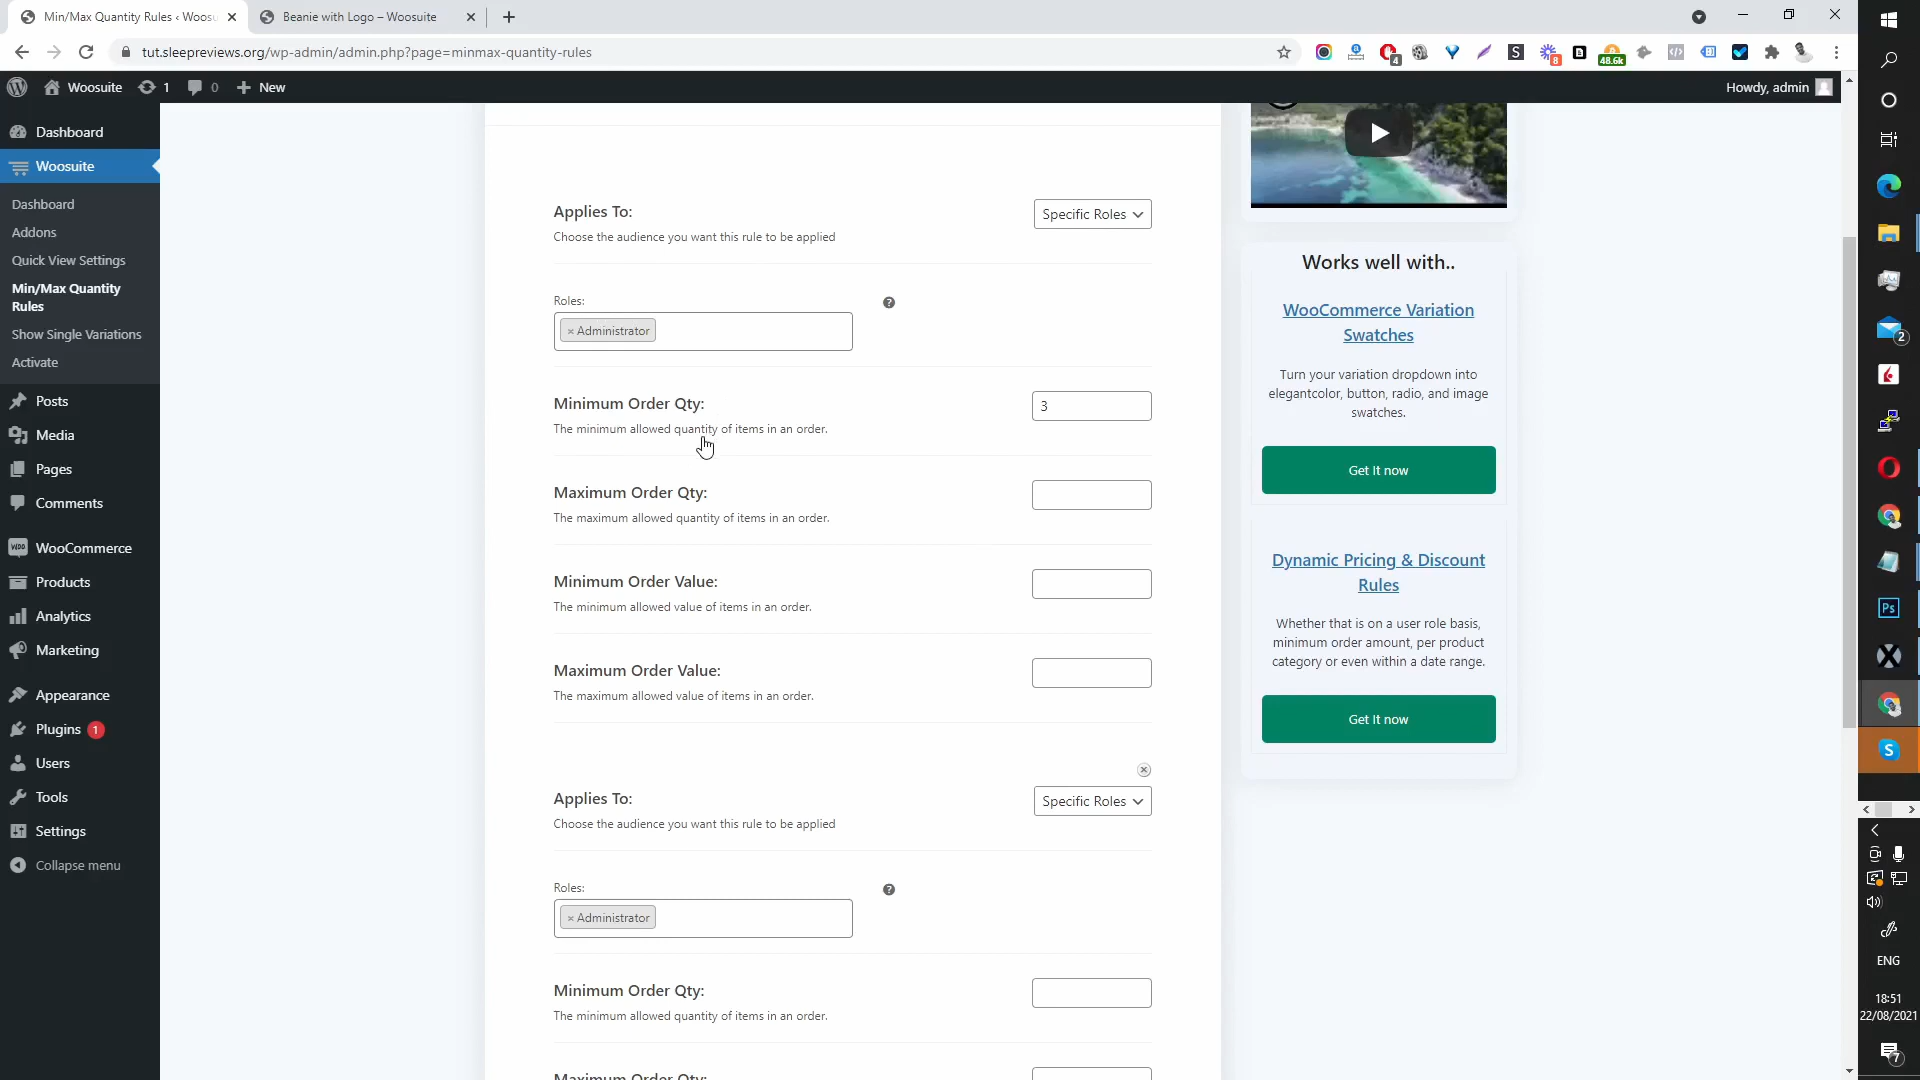 Min/Max Quantity Rules ‹ Woosu
Beanie with Logo – Woosuite
tut.sleepreviews.org/wp-admin/admin.php?page=minmax-quantity-rules
4
8
48.6k
Woosuite
1
0
New
Howdy, admin
Dashboard
Woosuite
Dashboard
Addons
Quick View Settings
Min/Max Quantity
Rules
Show Single Variations
Activate
Posts
Media
Pages
Comments
WooCommerce
Products
Analytics
Marketing
Appearance
Plugins 1
Users
Tools
Settings
Collapse menu
Applies To:
Specific Roles
Choose the audience you want this rule to be applied
Roles:
× Administrator
Minimum Order Qty:
3
The minimum allowed quantity of items in an order.
Maximum Order Qty:
The maximum allowed quantity of items in an order.
Minimum Order Value:
The minimum allowed value of items in an order.
Maximum Order Value:
The maximum allowed value of items in an order.
Applies To:
Specific Roles
Choose the audience you want this rule to be applied
Roles:
× Administrator
Minimum Order Qty:
The minimum allowed quantity of items in an order.
Maximum Order Qty:
Works well with..
WooCommerce Variation
Swatches
Turn your variation dropdown into
elegantcolor, button, radio, and image
swatches.
Get It now
Dynamic Pricing & Discount
Rules
Whether that is on a user role basis,
minimum order amount, per product
category or even within a date range.
Get It now
2
Ps
S
ENG
18:51
22/08/2021
7